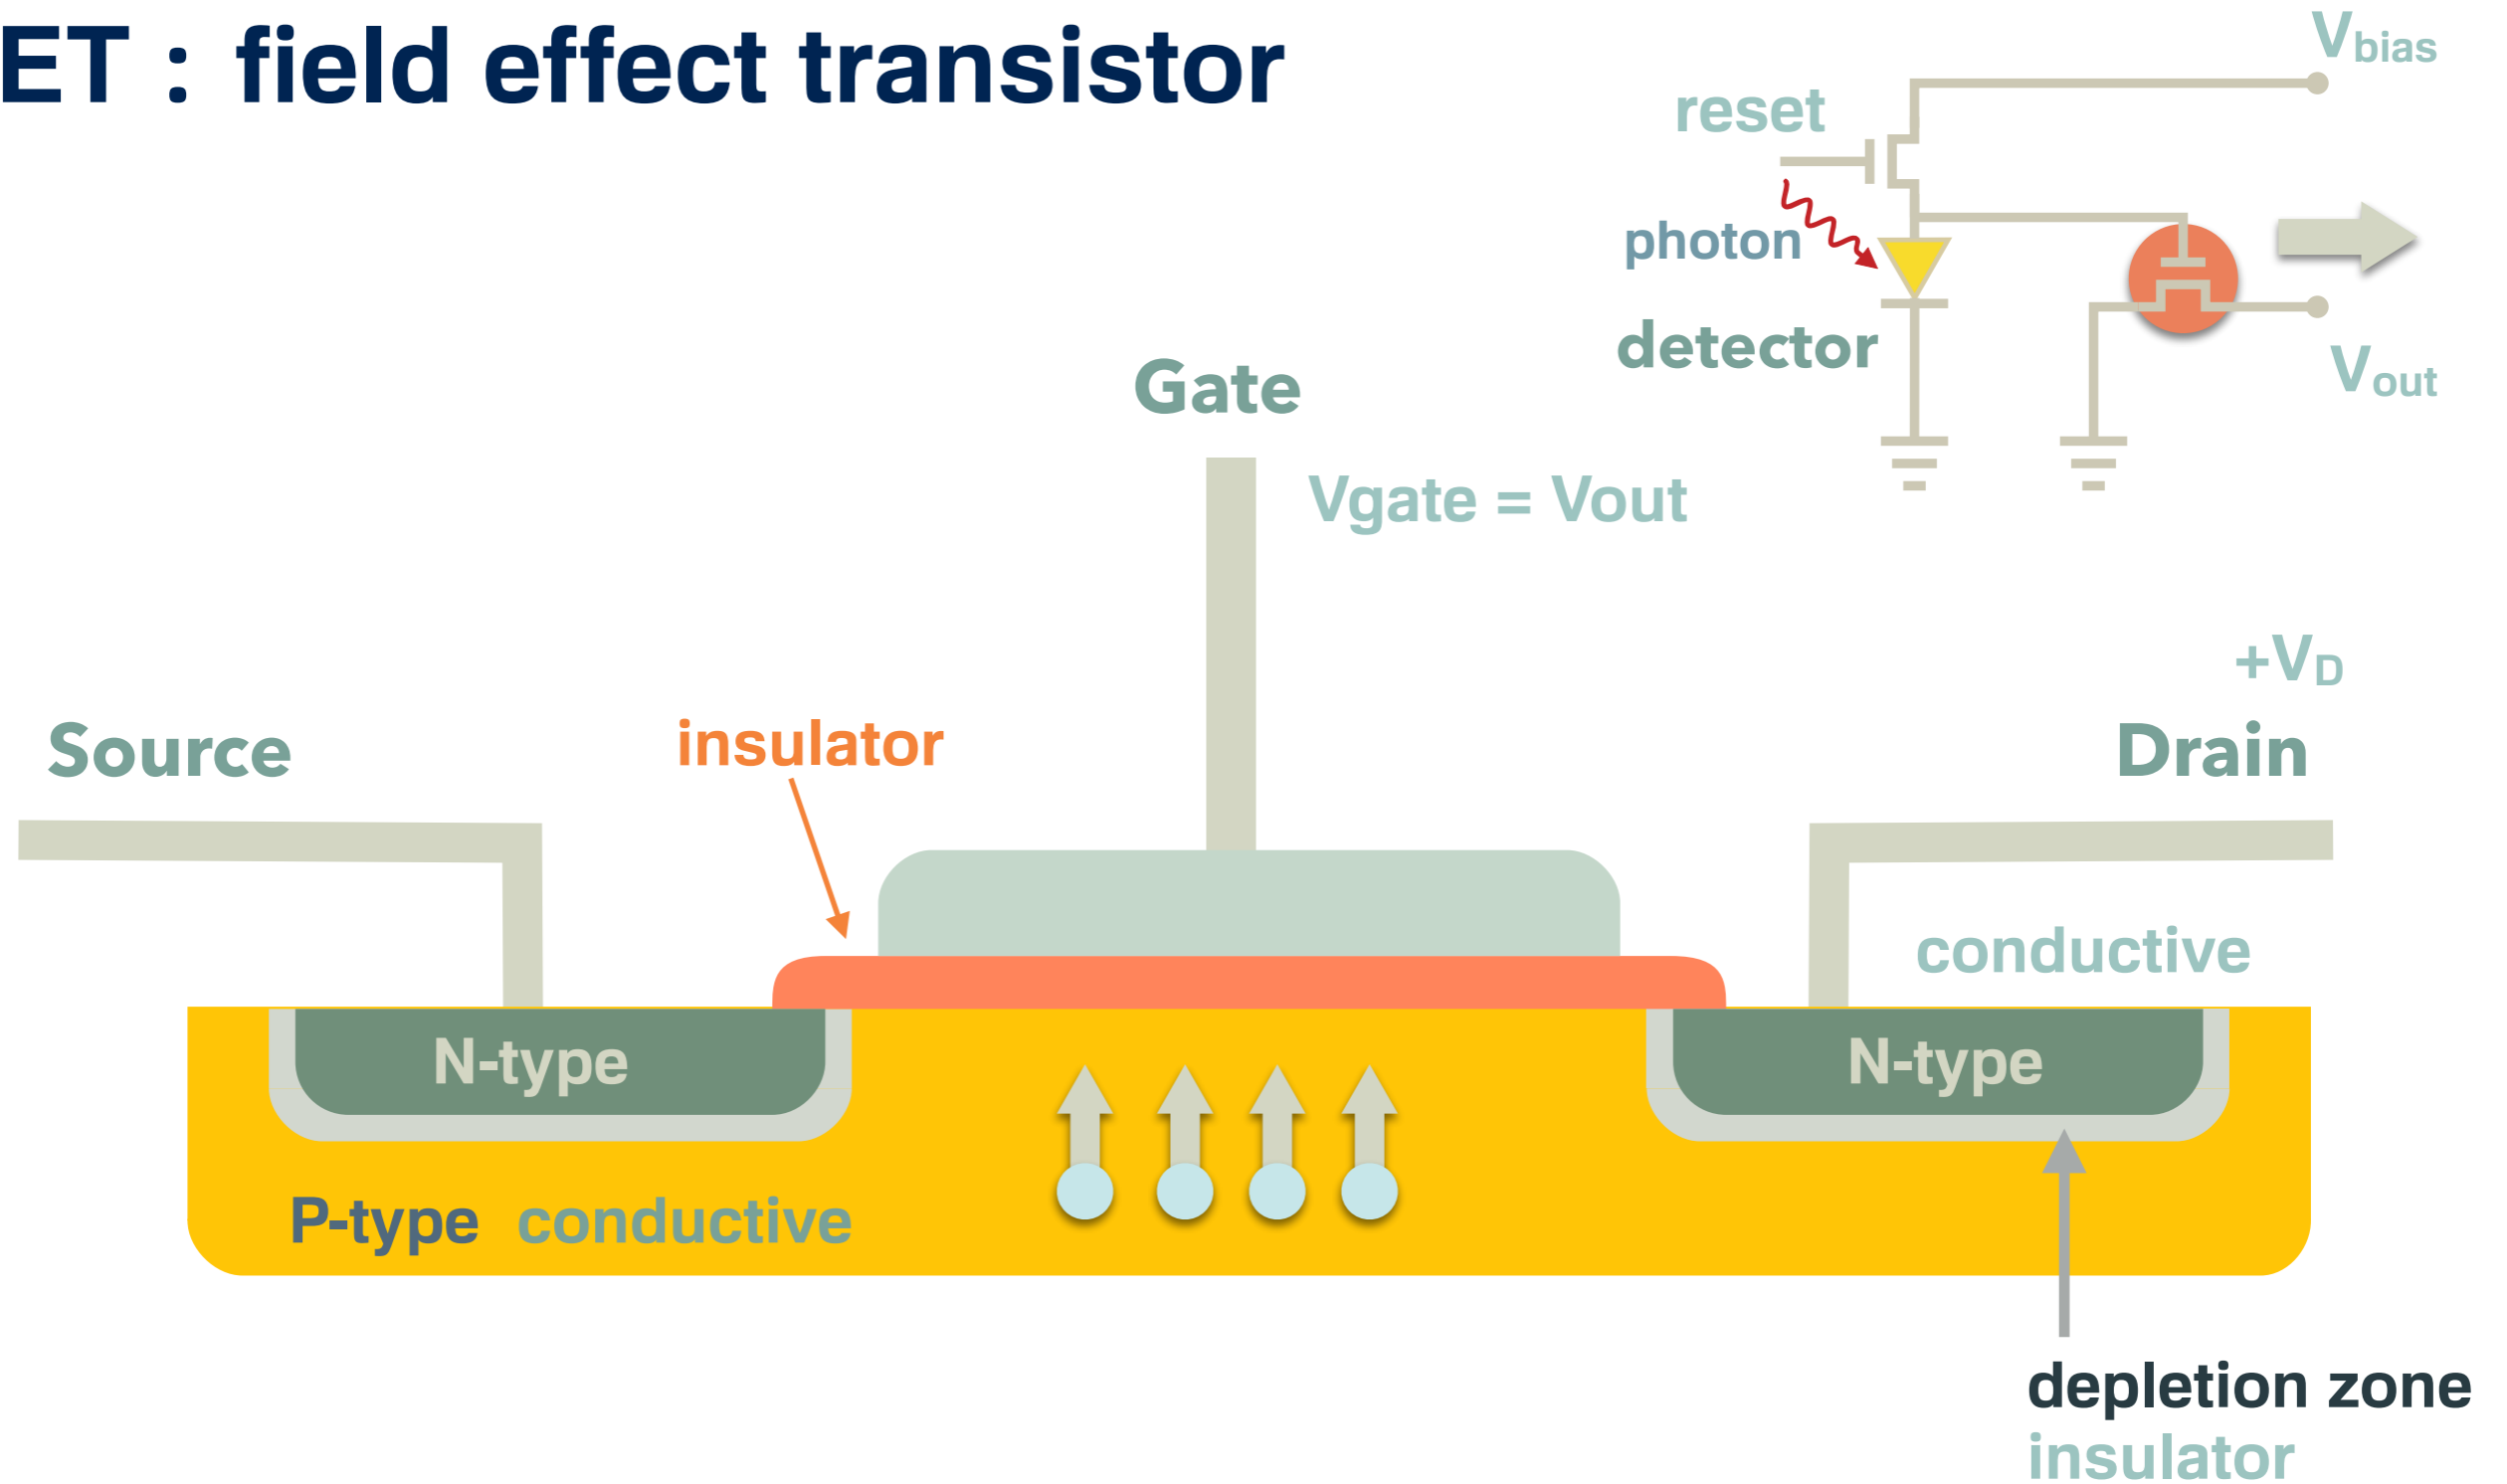 ET : field effect transistor
Vbias
reset
photon
detector
Vout
Gate
Vgate = Vout
+VD
Source
insulator
Drain
conductive
N-type
N-type
P-type conductive
depletion zone
insulator